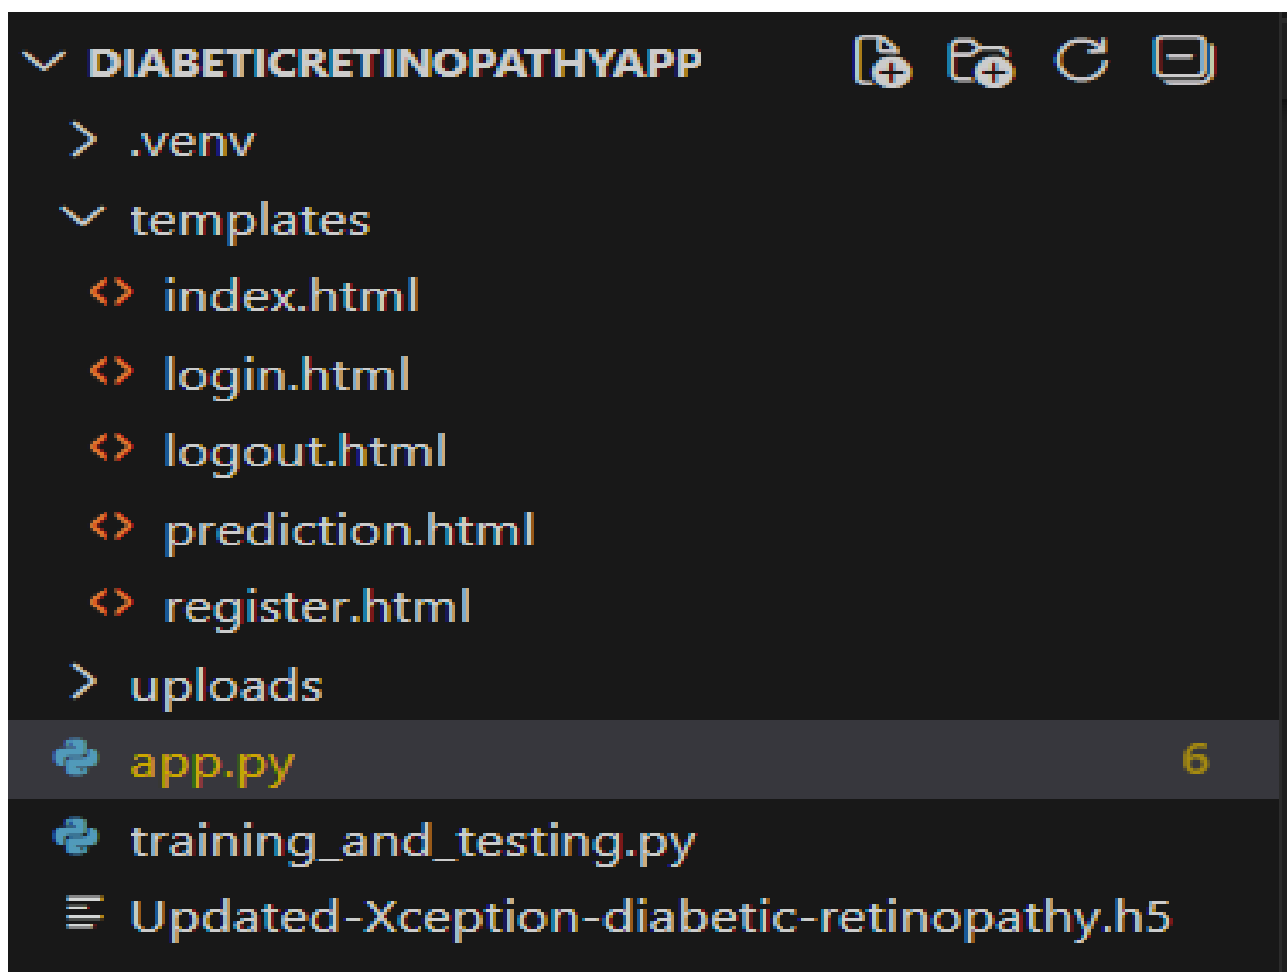 DIABETICRETINOPATHYAPP
.venv
templates
index.html
login.html
logout.html
prediction.html
register.html
uploads
app.py 6
training_and_testing.py
Updated-Xception-diabetic-retinopathy.h5